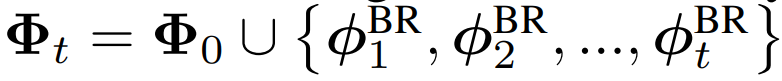 Φ_t = Φ_0 ∪ {ϕ_1^BR, ϕ_2^BR, ..., ϕ_t^BR}